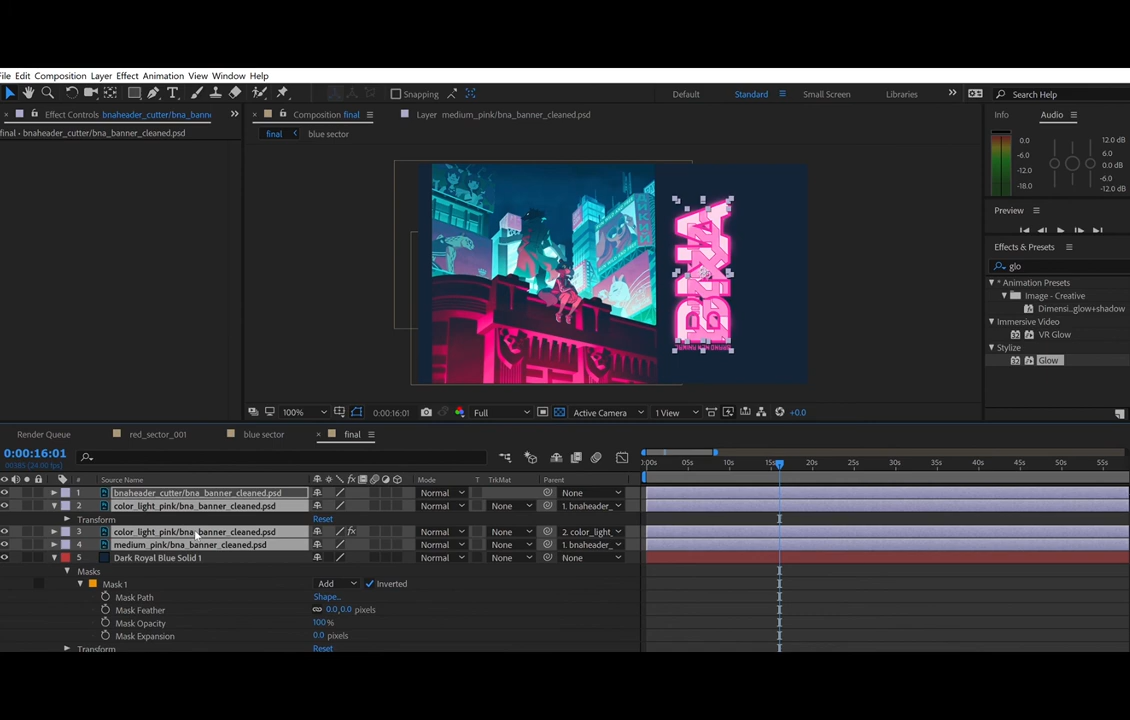 File Edit Composition Layer Effect Animation View Window Help
Snapping Default Standard Small Screen Libraries Search Help
Effect Controls bnaheader_cutter/bna_bann Composition final Layer medium_pink/bna_banner_cleaned.psd Info Audio
final • bnaheader_cutter/bna_banner_cleaned.psd final blue sector
0.0 12.0 dB
-6.0 6.0 dB
-12.0 0.0 dB
-18.0 -6.0 dB
-12.0 dB
Preview
Effects & Presets
glo
* Animation Presets
Image - Creative
Dimensi...glow+shadow
Immersive Video
VR Glow
Stylize
Glow
BNA
100% 0:00:16:01 Full Active Camera 1 View +0.0
Render Queue red_sector_001 blue sector final
0:00:16:01
00385 (24.00 fps)
# Source Name Mode T TrkMat Parent
:00s 05s 10s 15s 20s 25s 30s 35s 40s 45s 50s 55s
1 bnaheader_cutter/bna_banner_cleaned.psd Normal None
2 color_light_pink/bna_banner_cleaned.psd Normal None 1. bnaheader_
Transform Reset
3 color_light_pink/bna_banner_cleaned.psd fx Normal None 2. color_light_
4 medium_pink/bna_banner_cleaned.psd Normal None 1. bnaheader_
5 Dark Royal Blue Solid 1 Normal None None
Masks
Mask 1 Add Inverted
Mask Path Shape...
Mask Feather 0.0,0.0 pixels
Mask Opacity 100%
Mask Expansion 0.0 pixels
Transform Reset